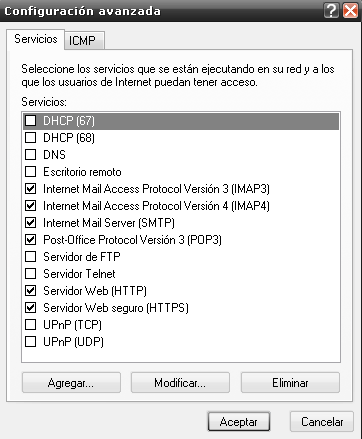 Configuración avanzada
Servicios
ICMP
Seleccione los servicios que se están ejecutando en su red y a los
que los usuarios de Internet puedan tener acceso.
Servicios:
DHCP (67)
DHCP (68)
DNS
Escritorio remoto
Internet Mail Access Protocol Versión 3 (IMAP3)
Internet Mail Access Protocol Versión 4 (IMAP4)
Internet Mail Server (SMTP)
Post-Office Protocol Versión 3 (POP3)
Servidor de FTP
Servidor Telnet
Servidor Web (HTTP)
Servidor Web seguro (HTTPS)
UPnP (TCP)
UPnP (UDP)
Agregar...
Modificar...
Eliminar
Aceptar
Cancelar